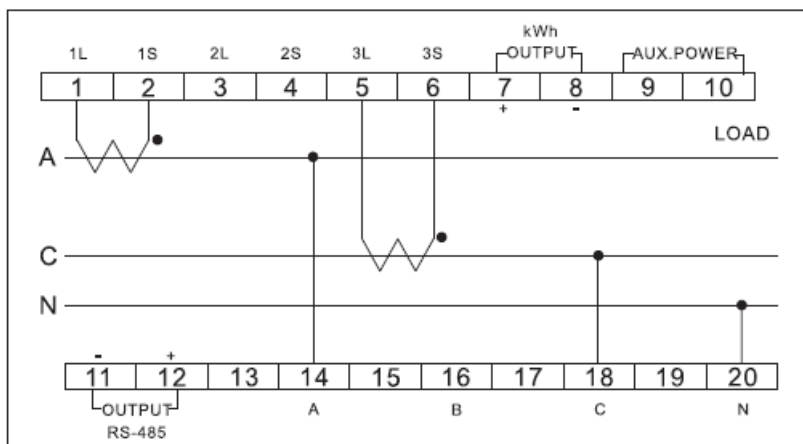 kWh
1L 1S 2L 2S 3L 3S OUTPUT AUX.POWER
1 2 3 4 5 6 7 8 9 10
+ -
LOAD
A
C
N
- +
11 12 13 14 15 16 17 18 19 20
OUTPUT A B C N
RS-485